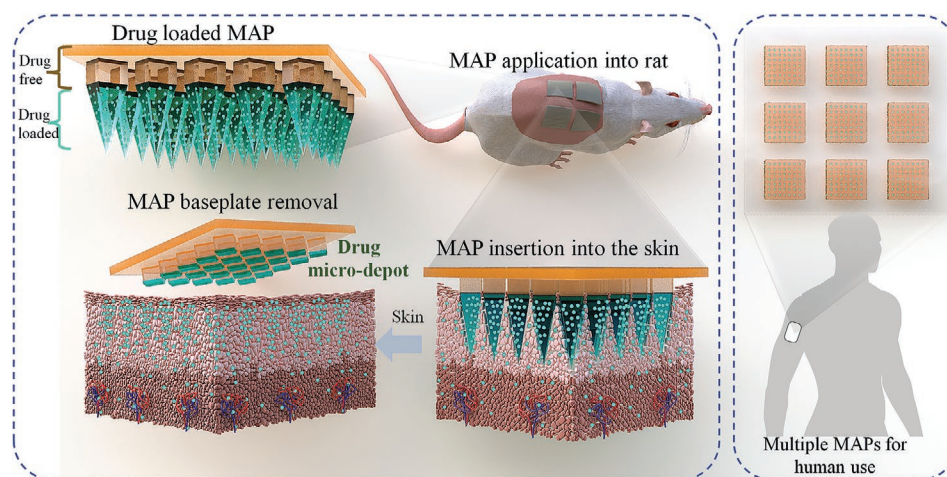 Drug loaded MAP
Drug
free
Drug
loaded
MAP application into rat
MAP baseplate removal
Drug
micro-depot
MAP insertion into the skin
Skin
Multiple MAPs for
human use